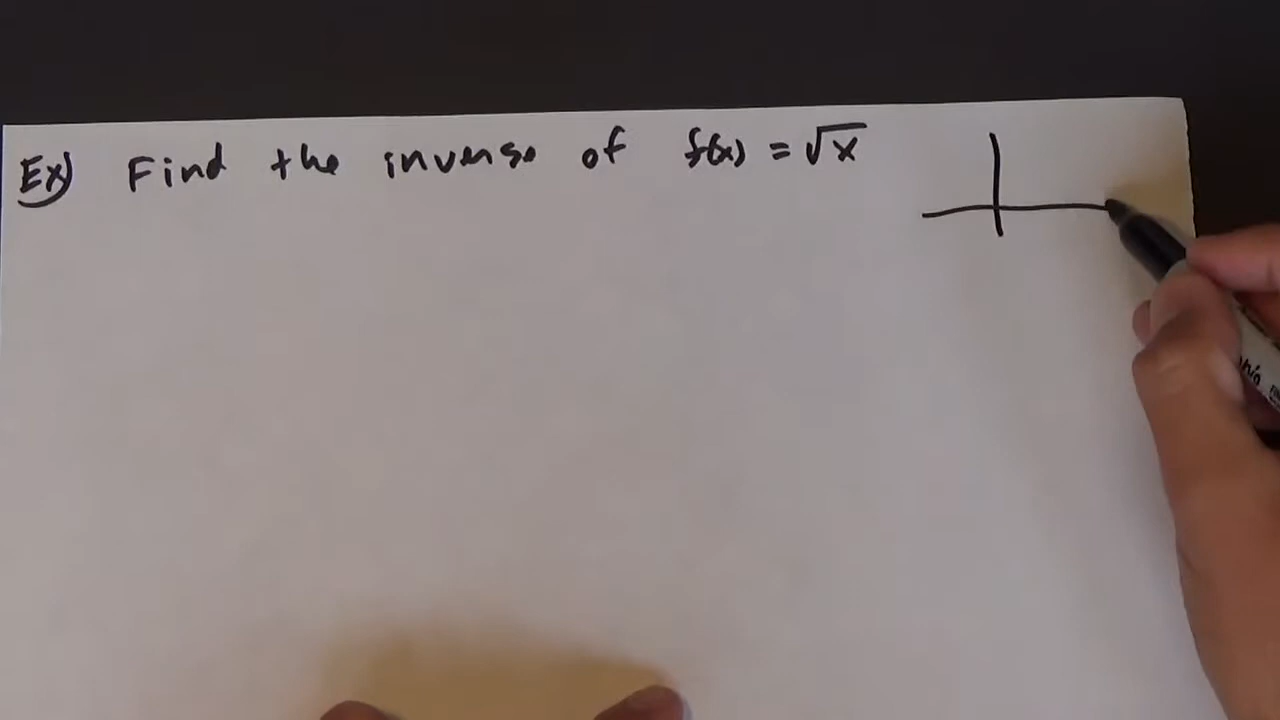 Ex) Find the inverse of f(x) = √x